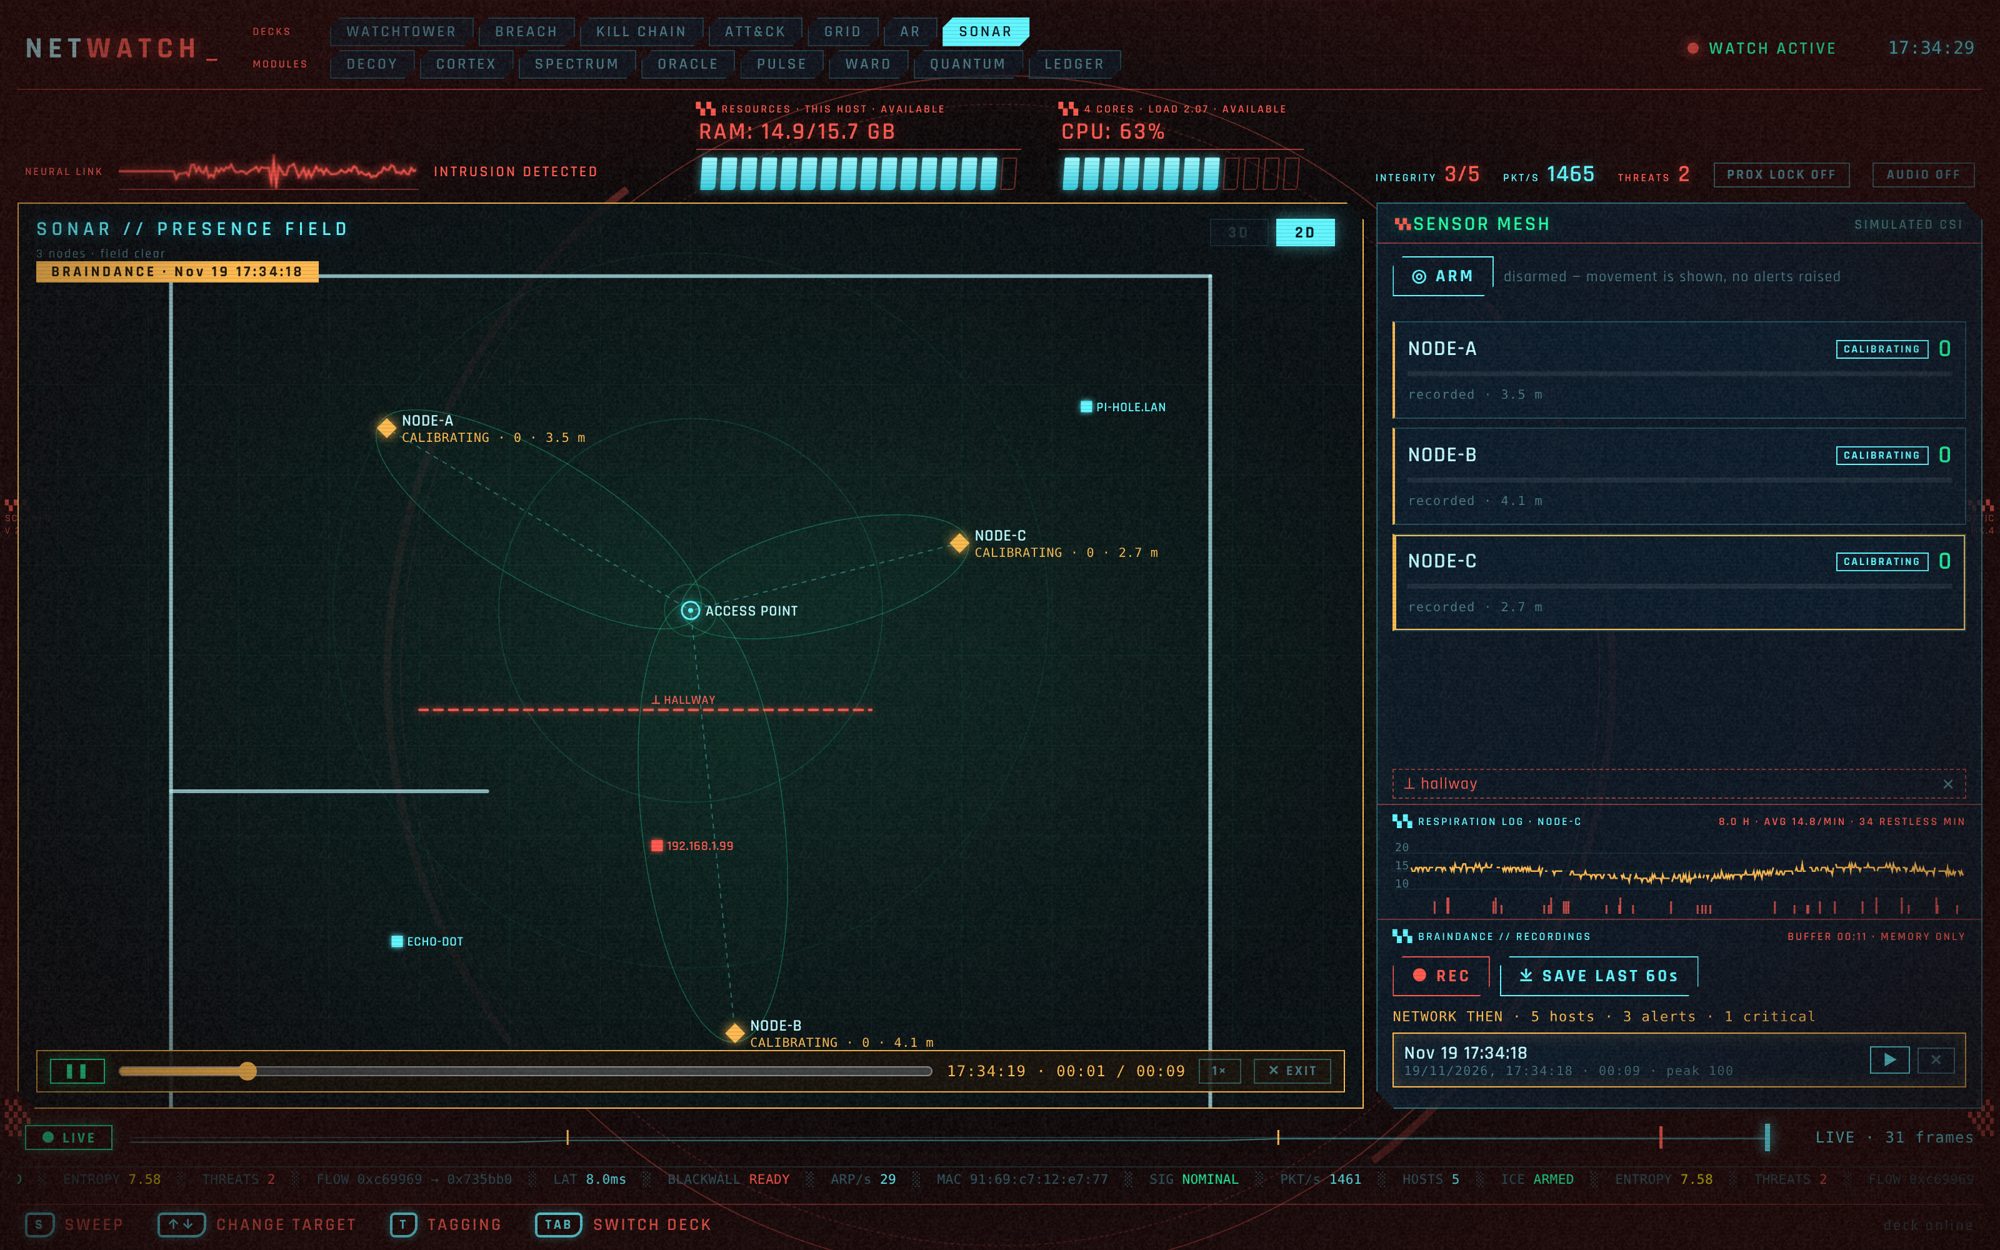 NETWATCH_
DECKS
WATCHTOWER
BREACH
KILL CHAIN
ATT&CK
GRID
AR
SONAR
MODULES
DECOY
CORTEX
SPECTRUM
ORACLE
PULSE
WARD
QUANTUM
LEDGER
WATCH ACTIVE
17:34:29
RESOURCES · THIS HOST · AVAILABLE
RAM: 14.9/15.7 GB
4 CORES · LOAD 2.07 · AVAILABLE
CPU: 63%
NEURAL LINK
INTRUSION DETECTED
INTEGRITY 3/5
PKT/S 1465
THREATS 2
PROX LOCK OFF
AUDIO OFF
SONAR // PRESENCE FIELD
3 nodes · field clear
3D
2D
BRAINDANCE · Nov 19 17:34:18
NODE-A
CALIBRATING · 0 · 3.5 m
PI-HOLE.LAN
NODE-C
CALIBRATING · 0 · 2.7 m
ACCESS POINT
⊥ HALLWAY
192.168.1.99
ECHO-DOT
NODE-B
CALIBRATING · 0 · 4.1 m
17:34:19 · 00:01 / 00:09
1×
✕ EXIT
SENSOR MESH
SIMULATED CSI
◎ ARM
disarmed — movement is shown, no alerts raised
NODE-A
CALIBRATING 0
recorded · 3.5 m
NODE-B
CALIBRATING 0
recorded · 4.1 m
NODE-C
CALIBRATING 0
recorded · 2.7 m
⊥ hallway ✕
RESPIRATION LOG · NODE-C
8.0 H · AVG 14.8/MIN · 34 RESTLESS MIN
20
15
10
BRAINDANCE // RECORDINGS
BUFFER 00:11 · MEMORY ONLY
REC
SAVE LAST 60s
NETWORK THEN · 5 hosts · 3 alerts · 1 critical
Nov 19 17:34:18
19/11/2026, 17:34:18 · 00:09 · peak 100
LIVE
LIVE · 31 frames
ENTROPY 7.58
THREATS 2
FLOW 0xc69969 → 0x735bb0
LAT 8.0ms
BLACKWALL READY
ARP/s 29
MAC 91:69:c7:12:e7:77
SIG NOMINAL
PKT/s 1461
HOSTS 5
ICE ARMED
ENTROPY 7.58
THREATS 2
FLOW 0xc69969
S SWEEP
↑↓ CHANGE TARGET
T TAGGING
TAB SWITCH DECK
deck online